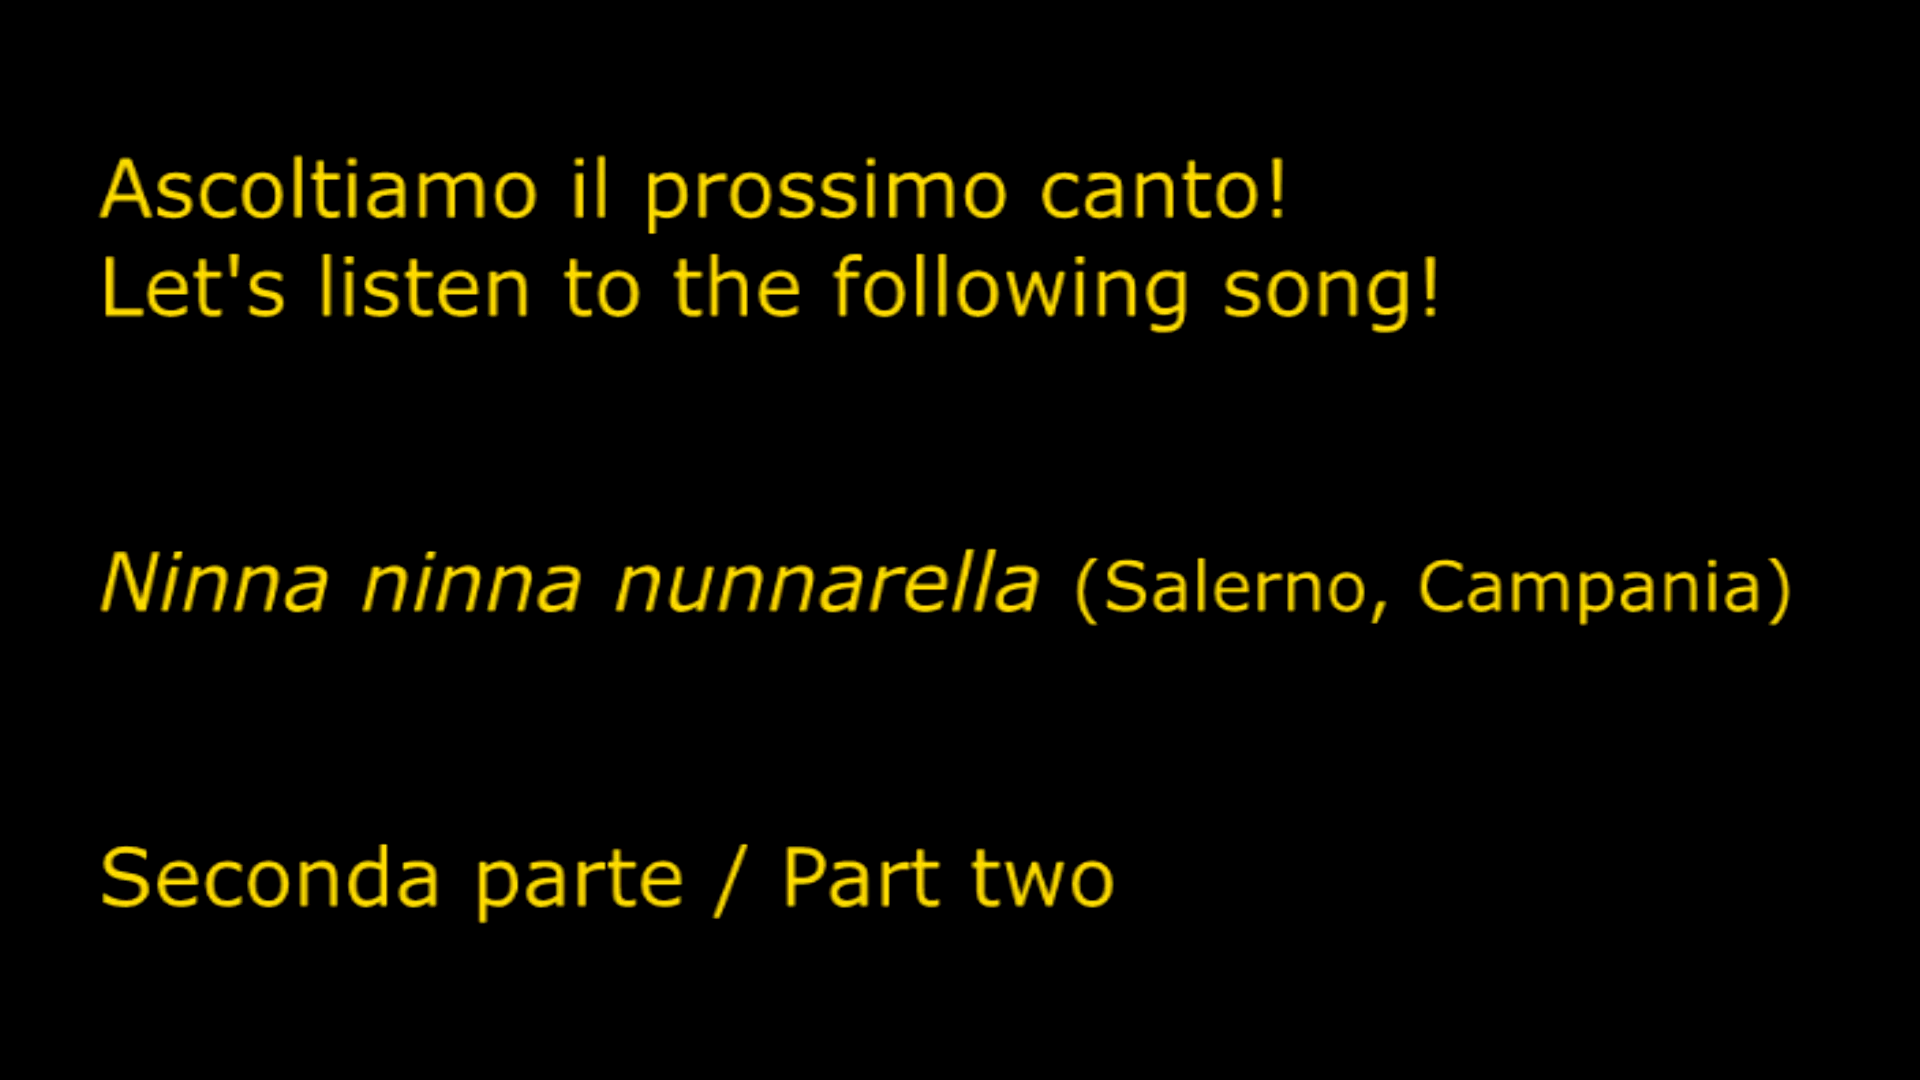 Ascoltiamo il prossimo canto!
Let's listen to the following song!
Ninna ninna nunnarella (Salerno, Campania)
Seconda parte / Part two